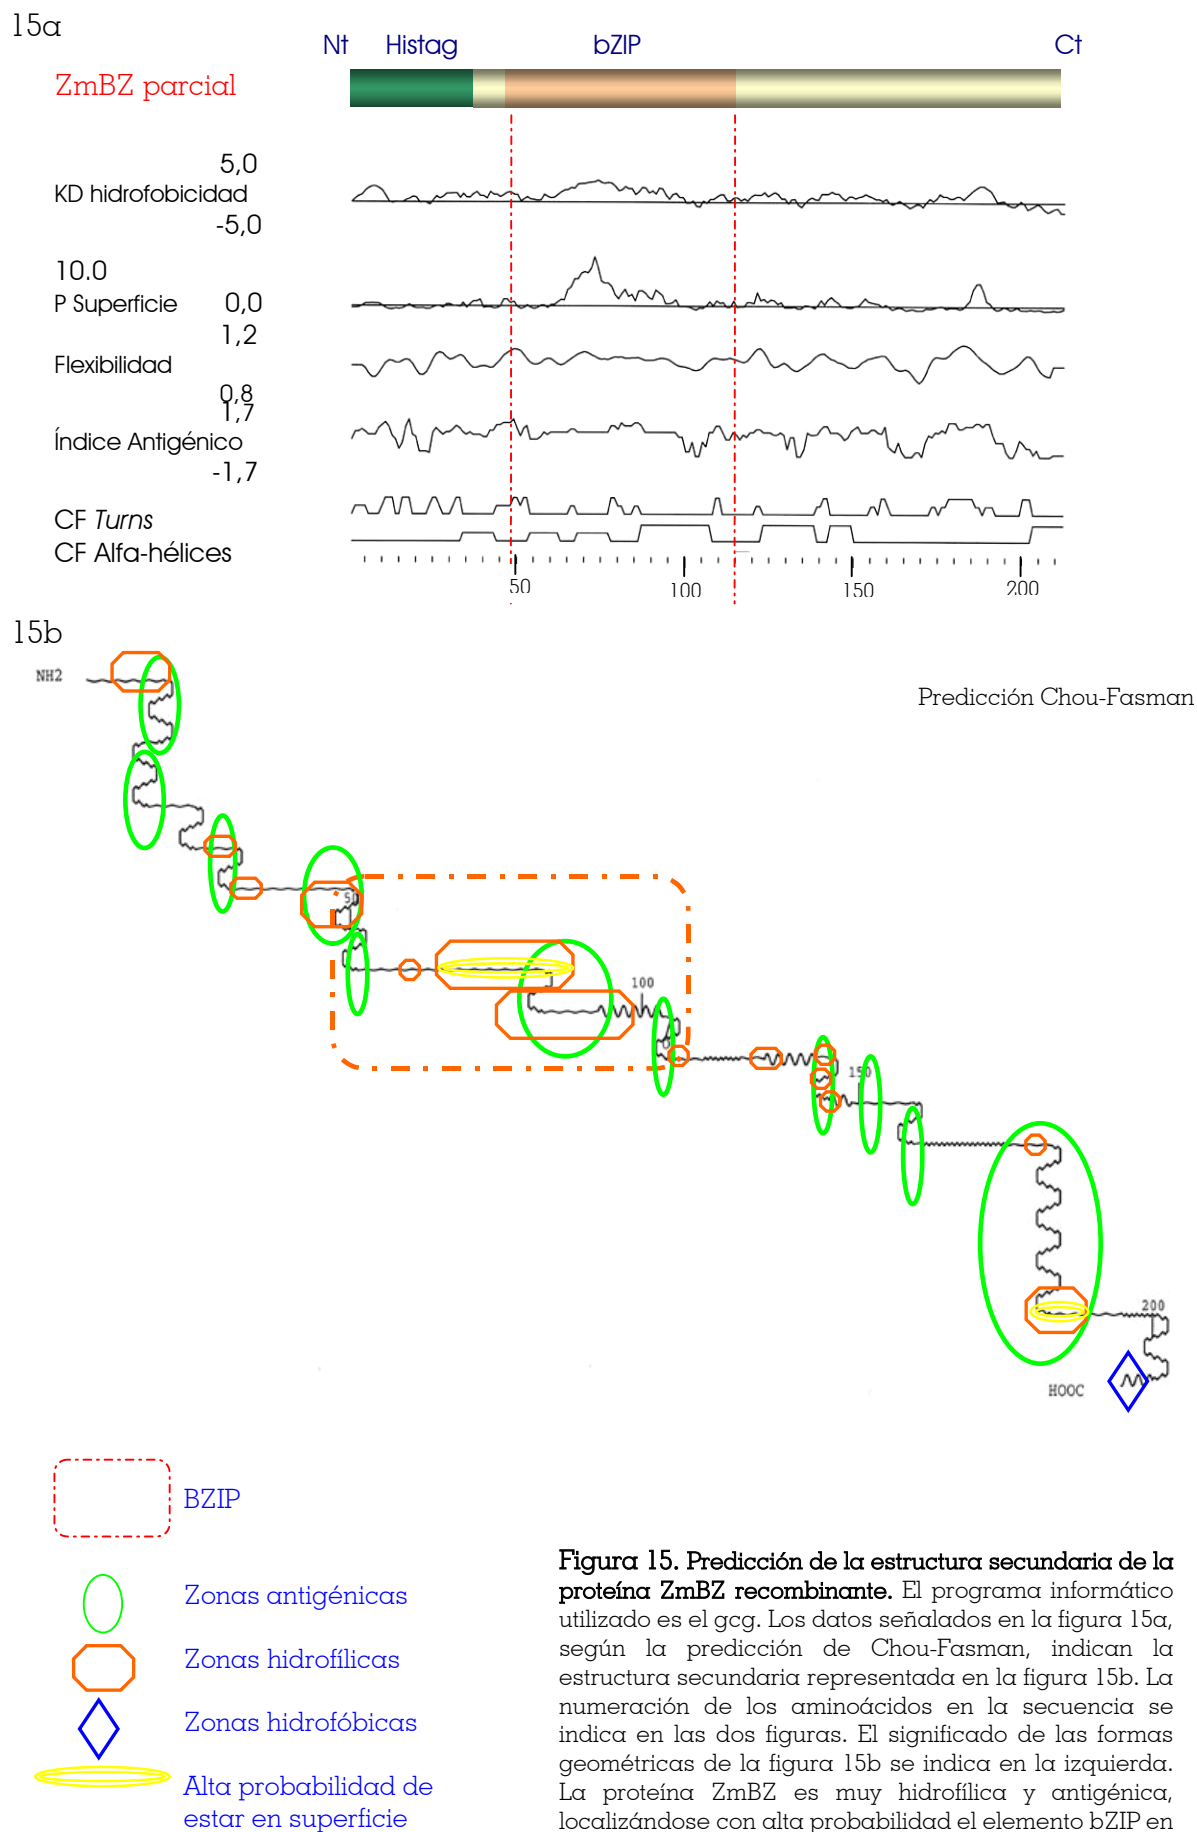 15a
Nt Histag bZIP Ct
ZmBZ parcial
5,0
KD hidrofobicidad
-5,0
10.0
P Superficie 0,0
1,2
Flexibilidad
0,8
1,7
Índice Antigénico
-1,7
CF Turns
CF Alfa-hélices
50 100 150 200
15b
NH2
Predicción Chou-Fasman
50
100
150
200
HOOC
BZIP
Zonas antigénicas
Zonas hidrofílicas
Zonas hidrofóbicas
Alta probabilidad de
estar en superficie
Figura 15. Predicción de la estructura secundaria de la
proteína ZmBZ recombinante. El programa informático
utilizado es el gcg. Los datos señalados en la figura 15a,
según la predicción de Chou-Fasman, indican la
estructura secundaria representada en la figura 15b. La
numeración de los aminoácidos en la secuencia se
indica en las dos figuras. El significado de las formas
geométricas de la figura 15b se indica en la izquierda.
La proteína ZmBZ es muy hidrofílica y antigénica,
localizándose con alta probabilidad el elemento bZIP en